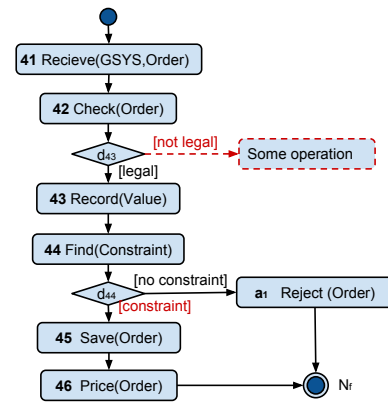 41 Recieve(GSYS,Order)
42 Check(Order)
d43
[not legal]
Some operation
[legal]
43 Record(Value)
44 Find(Constraint)
d44
[no constraint]
[constraint]
a1 Reject (Order)
45 Save(Order)
46 Price(Order)
Nf